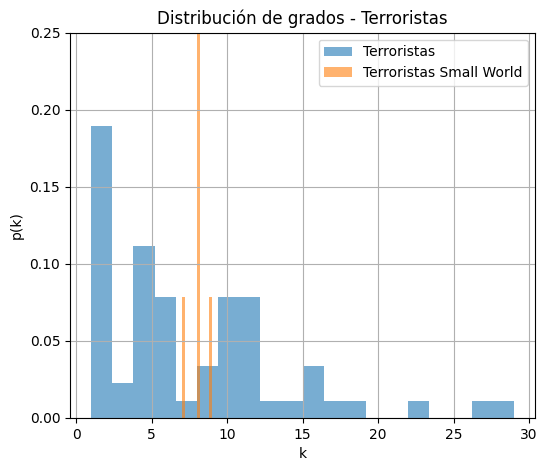 Distribución de grados - Terroristas
Terroristas
Terroristas Small World
p(k)
0.25
0.20
0.15
0.10
0.05
0.00
0 5 10 15 20 25 30
k